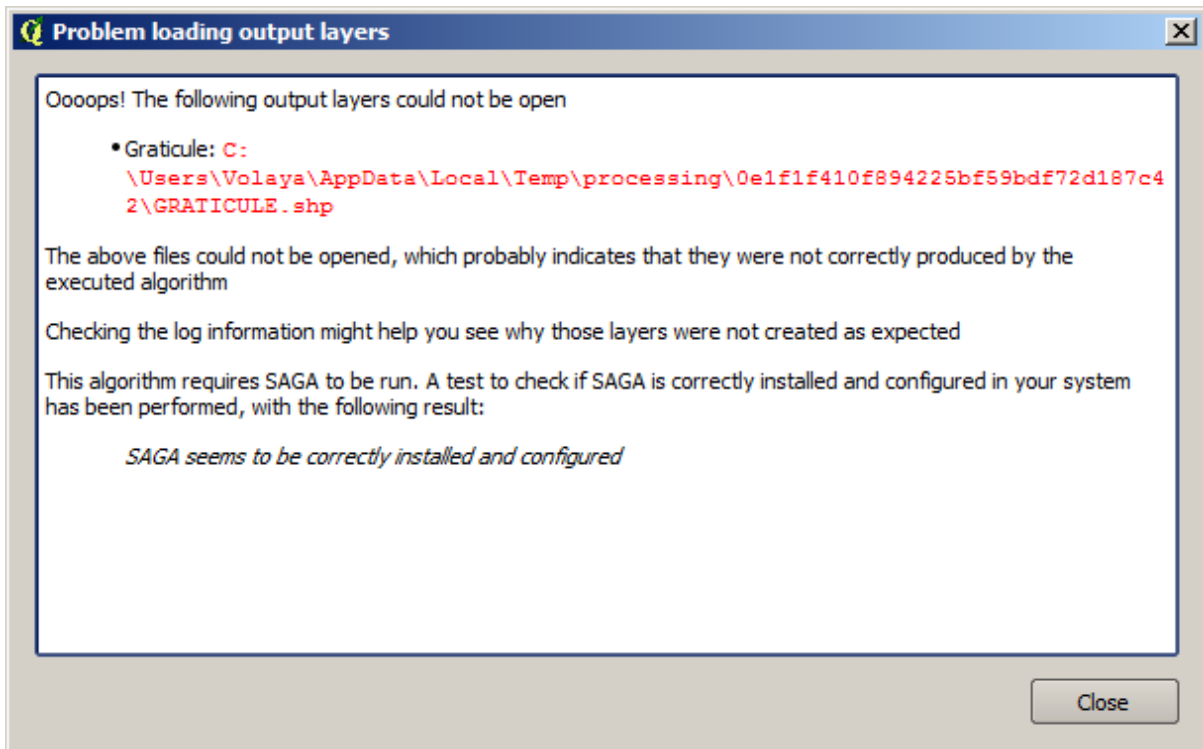 Problem loading output layers
Oooops! The following output layers could not be open
• Graticule: C:
\Users\Volaya\AppData\Local\Temp\processing\0e1f1f410f894225bf59bdf72d187c4
2\GRATICULE.shp
The above files could not be opened, which probably indicates that they were not correctly produced by the
executed algorithm
Checking the log information might help you see why those layers were not created as expected
This algorithm requires SAGA to be run. A test to check if SAGA is correctly installed and configured in your system
has been performed, with the following result:
SAGA seems to be correctly installed and configured
Close